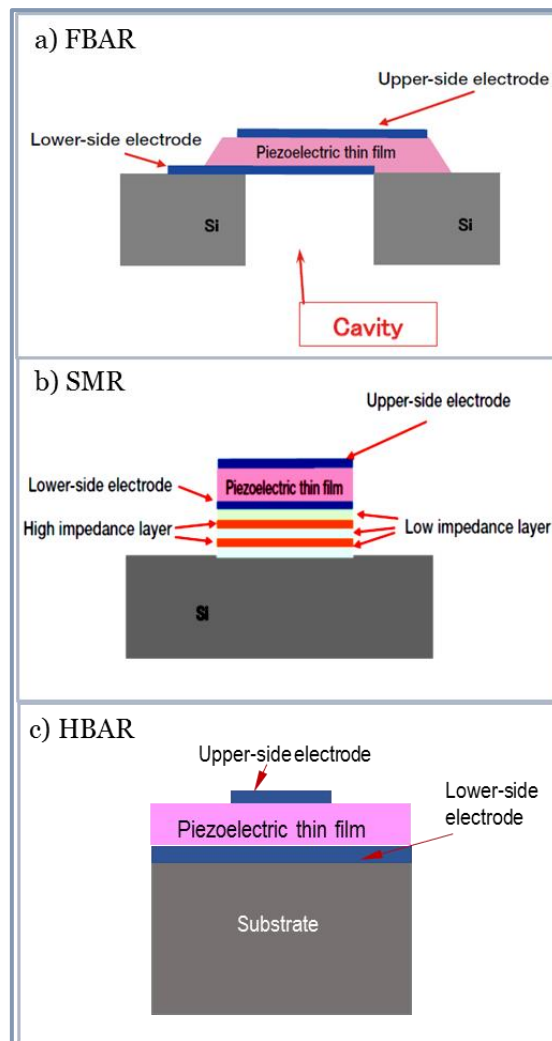 a) FBAR
Upper-side electrode
Lower-side electrode
Piezoelectric thin film
Si
Si
Cavity
b) SMR
Upper-side electrode
Lower-side electrode
Piezoelectric thin film
High impedance layer
Low impedance layer
Si
c) HBAR
Upper-side electrode
Lower-side
electrode
Piezoelectric thin film
Substrate